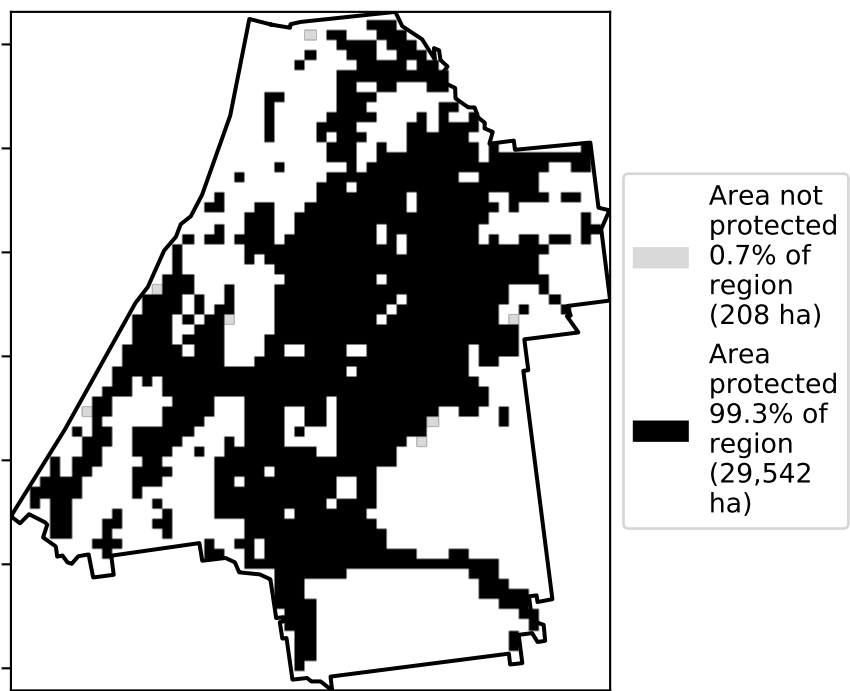 Area not
protected
0.7% of
region
(208 ha)
Area
protected
99.3% of
region
(29,542
ha)